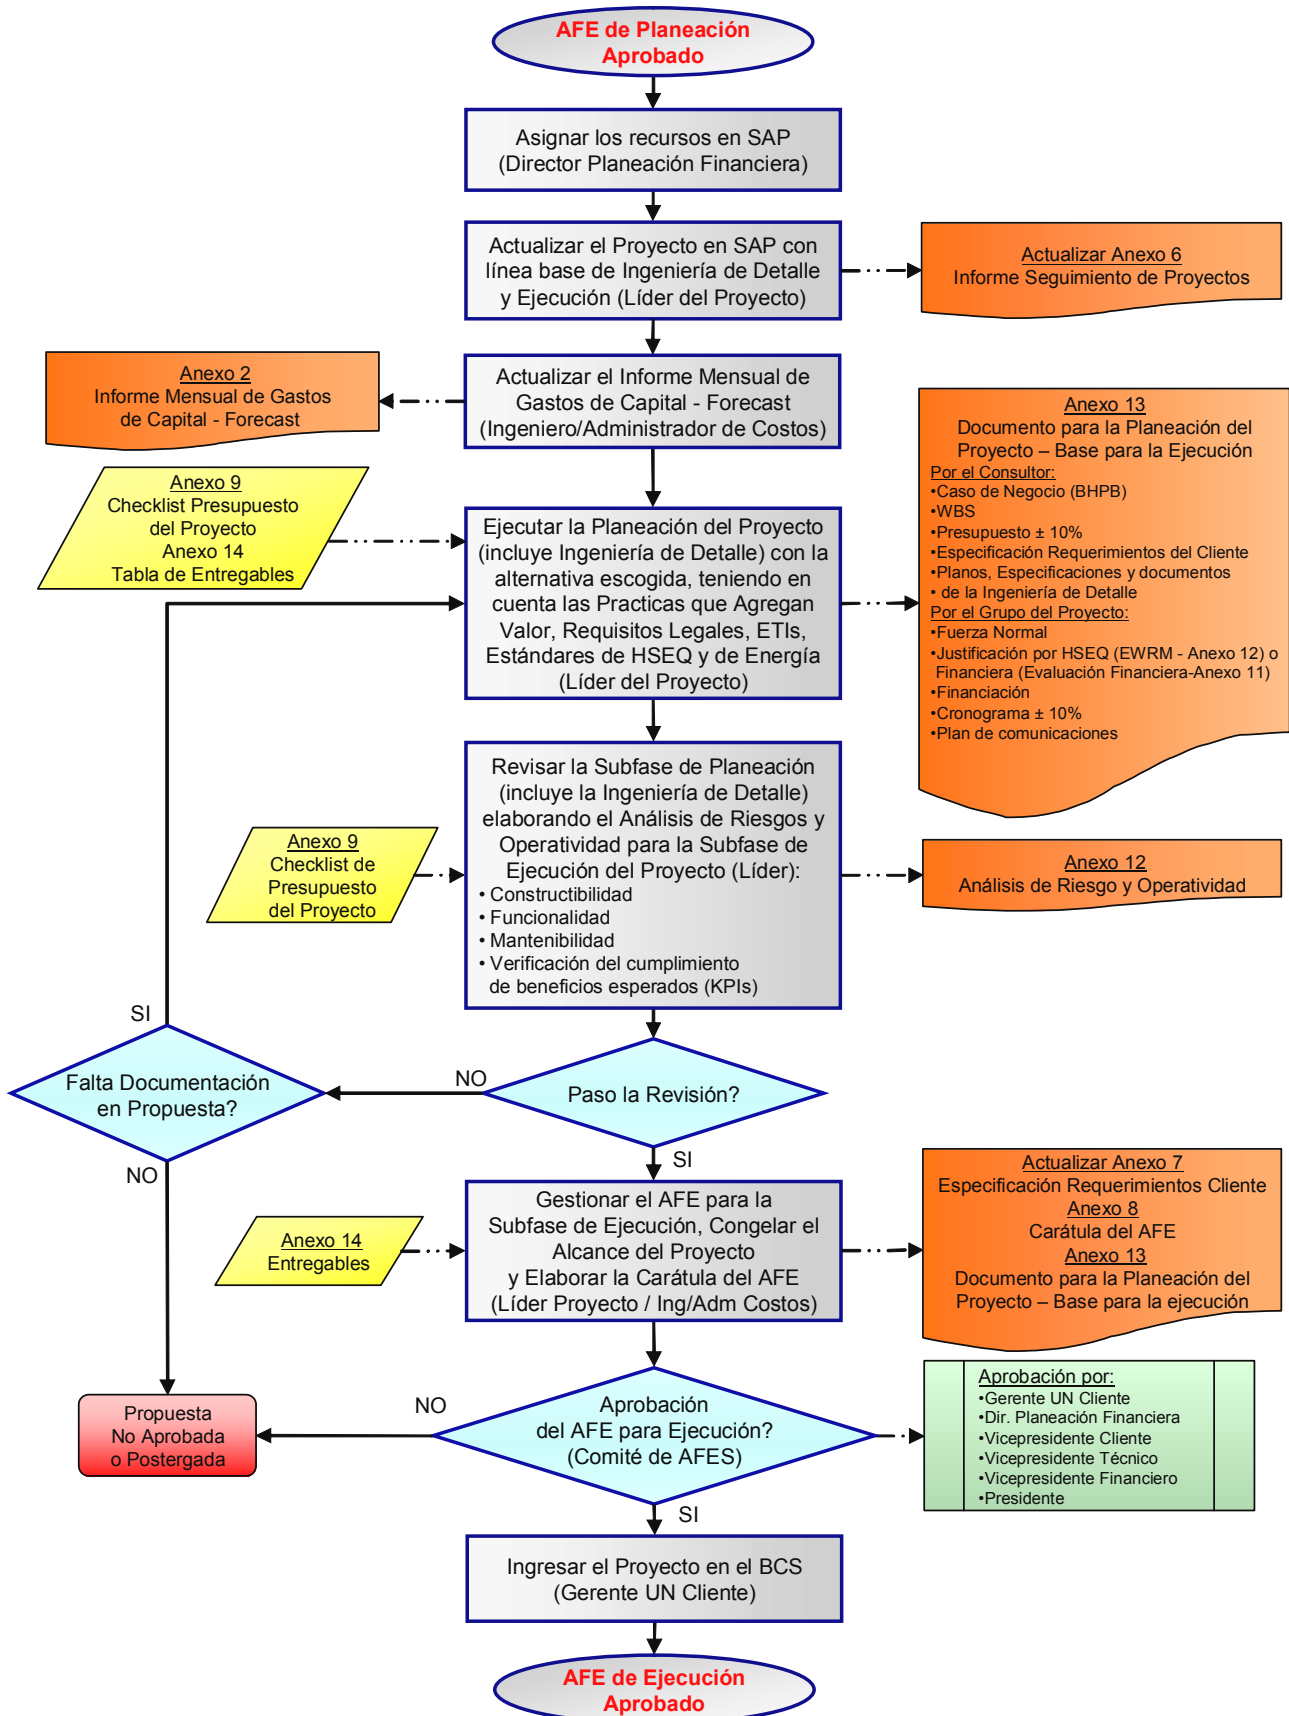 AFE de Planeación
Aprobado
Asignar los recursos en SAP
(Director Planeación Financiera)
Actualizar el Proyecto en SAP con
línea base de Ingeniería de Detalle
y Ejecución (Líder del Proyecto)
Actualizar Anexo 6
Informe Seguimiento de Proyectos
Anexo 2
Informe Mensual de Gastos
de Capital - Forecast
Actualizar el Informe Mensual de
Gastos de Capital - Forecast
(Ingeniero/Administrador de Costos)
Anexo 13
Documento para la Planeación del
Proyecto – Base para la Ejecución
Por el Consultor:
•Caso de Negocio (BHPB)
•WBS
•Presupuesto ± 10%
•Especificación Requerimientos del Cliente
•Planos, Especificaciones y documentos
• de la Ingeniería de Detalle
Por el Grupo del Proyecto:
•Fuerza Normal
•Justificación por HSEQ (EWRM - Anexo 12) o
Financiera (Evaluación Financiera-Anexo 11)
•Financiación
•Cronograma ± 10%
•Plan de comunicaciones
Anexo 9
Checklist Presupuesto
del Proyecto
Anexo 14
Tabla de Entregables
Ejecutar la Planeación del Proyecto
(incluye Ingeniería de Detalle) con la
alternativa escogida, teniendo en
cuenta las Practicas que Agregan
Valor, Requisitos Legales, ETIs,
Estándares de HSEQ y de Energía
(Líder del Proyecto)
Revisar la Subfase de Planeación
(incluye la Ingeniería de Detalle)
elaborando el Análisis de Riesgos y
Operatividad para la Subfase de
Ejecución del Proyecto (Líder):
• Constructibilidad
• Funcionalidad
• Mantenibilidad
• Verificación del cumplimiento
de beneficios esperados (KPIs)
Anexo 9
Checklist de
Presupuesto
del Proyecto
Anexo 12
Análisis de Riesgo y Operatividad
SI
Falta Documentación
en Propuesta?
NO
Paso la Revisión?
NO
SI
Gestionar el AFE para la
Subfase de Ejecución, Congelar el
Alcance del Proyecto
y Elaborar la Carátula del AFE
(Líder Proyecto / Ing/Adm Costos)
Anexo 14
Entregables
Actualizar Anexo 7
Especificación Requerimientos Cliente
Anexo 8
Carátula del AFE
Anexo 13
Documento para la Planeación del
Proyecto – Base para la ejecución
Propuesta
No Aprobada
o Postergada
NO
Aprobación
del AFE para Ejecución?
(Comité de AFES)
Aprobación por:
•Gerente UN Cliente
•Dir. Planeación Financiera
•Vicepresidente Cliente
•Vicepresidente Técnico
•Vicepresidente Financiero
•Presidente
SI
Ingresar el Proyecto en el BCS
(Gerente UN Cliente)
AFE de Ejecución
Aprobado